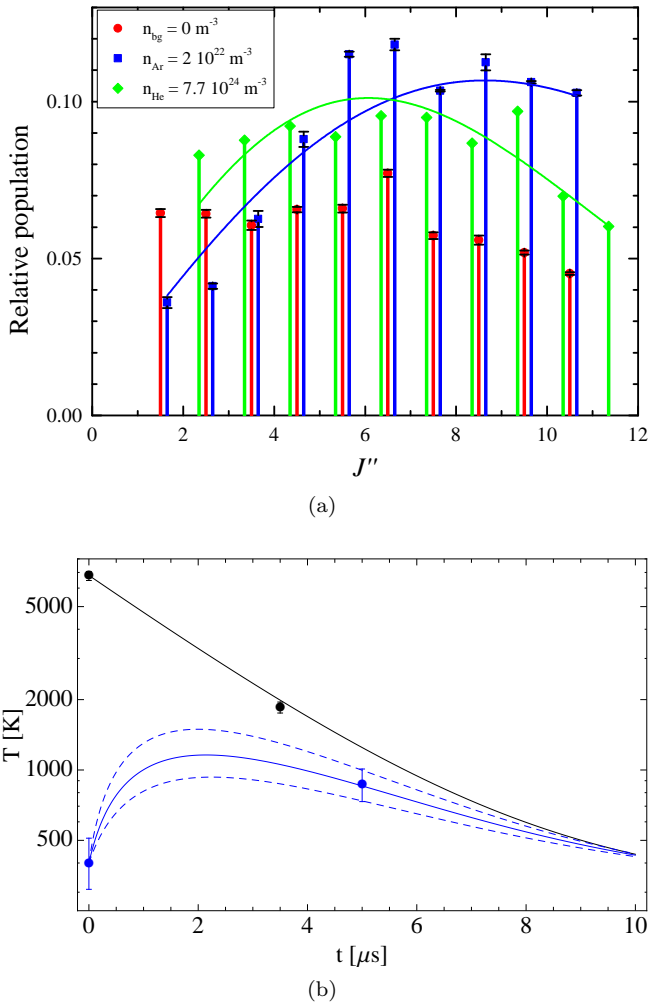 n_bg = 0 m^-3
n_Ar = 2 10^22 m^-3
n_He = 7.7 10^24 m^-3
0.10
0.05
0.00
Relative population
0 2 4 6 8 10 12
J''
(a)
5000
2000
1000
500
T [K]
0 2 4 6 8 10
t [μs]
(b)